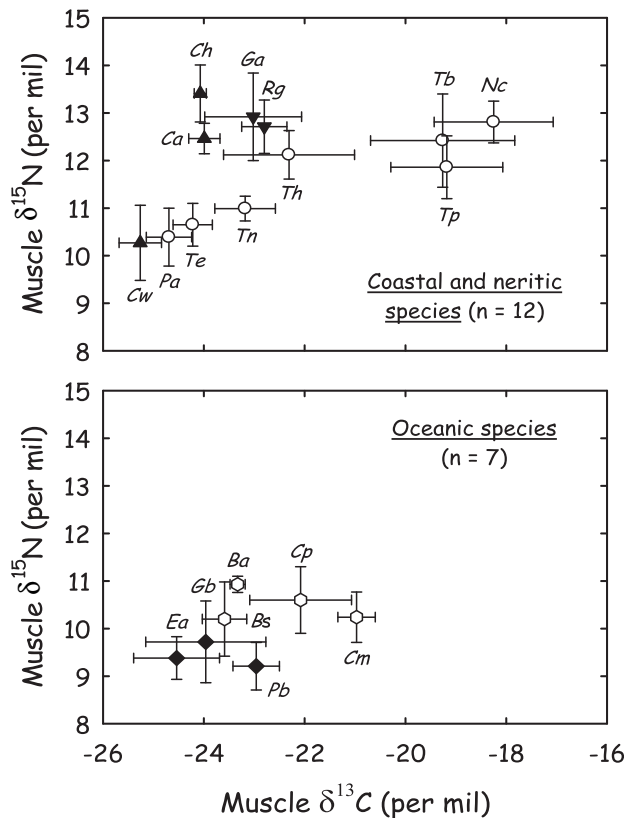 15
14
13
12
11
10
9
8
Muscle δ15N (per mil)
Ch
Ga
Rg
Ca
Th
Tb
Nc
Tp
Tn
Te
Pa
Cw
Coastal and neritic
species (n = 12)
15
14
13
12
11
10
9
8
Muscle δ15N (per mil)
Oceanic species
(n = 7)
Ba
Cp
Gb
Ea
Bs
Cm
Pb
-26 -24 -22 -20 -18 -16
Muscle δ13C (per mil)